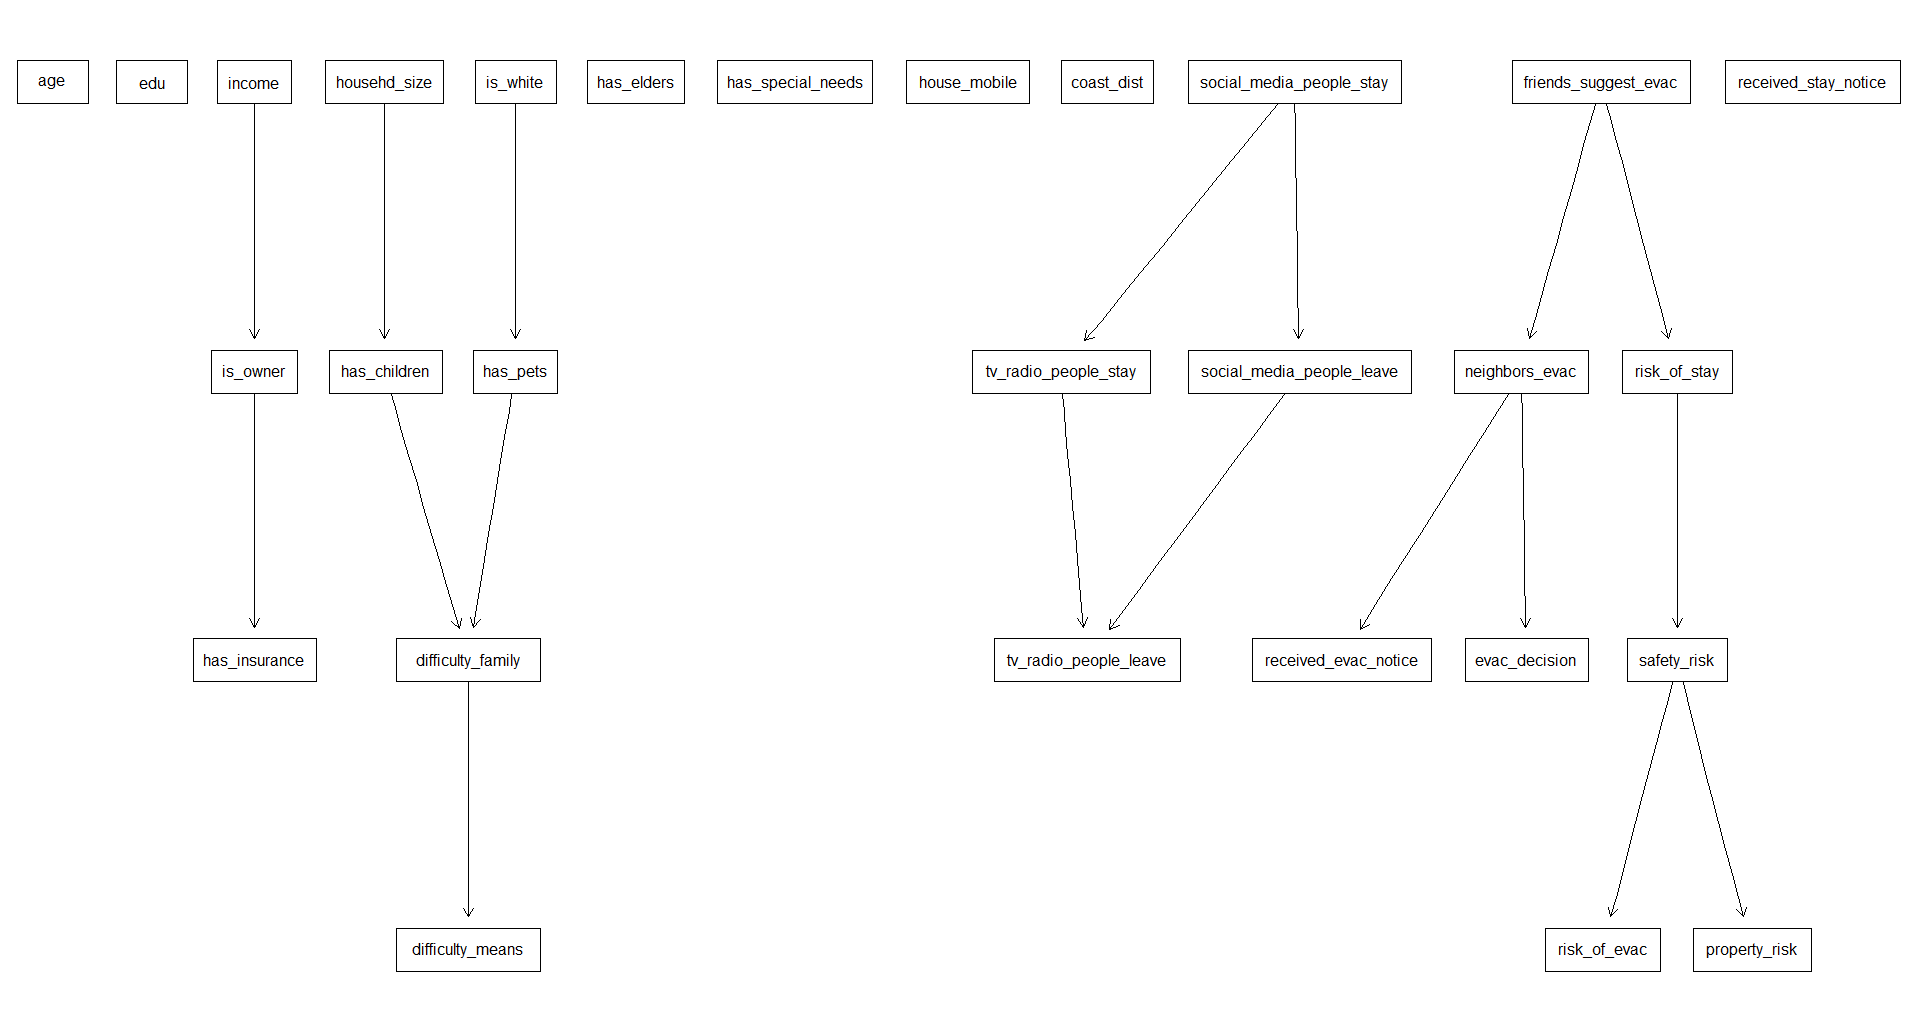 age
edu
income
househd_size
is_white
has_elders
has_special_needs
house_mobile
coast_dist
social_media_people_stay
friends_suggest_evac
received_stay_notice
is_owner
has_children
has_pets
tv_radio_people_stay
social_media_people_leave
neighbors_evac
risk_of_stay
has_insurance
difficulty_family
tv_radio_people_leave
received_evac_notice
evac_decision
safety_risk
difficulty_means
risk_of_evac
property_risk